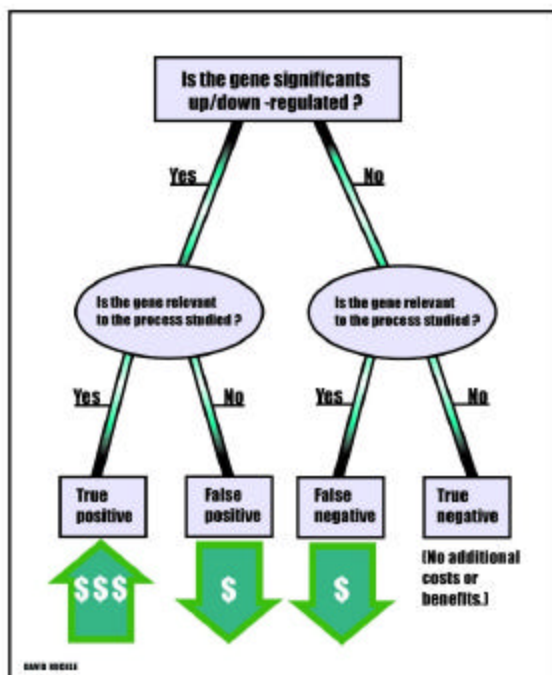 Is the gene significants
up/down -regulated ?
Yes
No
Is the gene relevant
to the process studied ?
Is the gene relevant
to the process studied ?
Yes
No
Yes
No
True
positive
False
positive
False
negative
True
negative
$$$
$
$
(No additional
costs or
benefits.)
DAVID